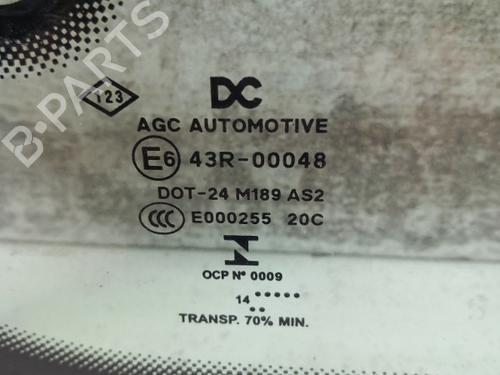 B-PARTS
123
DC
AGC AUTOMOTIVE
E6 43R-00048
DOT-24 M189 AS2
CCC E000255 20C
OCP Nº 0009
14
TRANSP. 70% MIN.